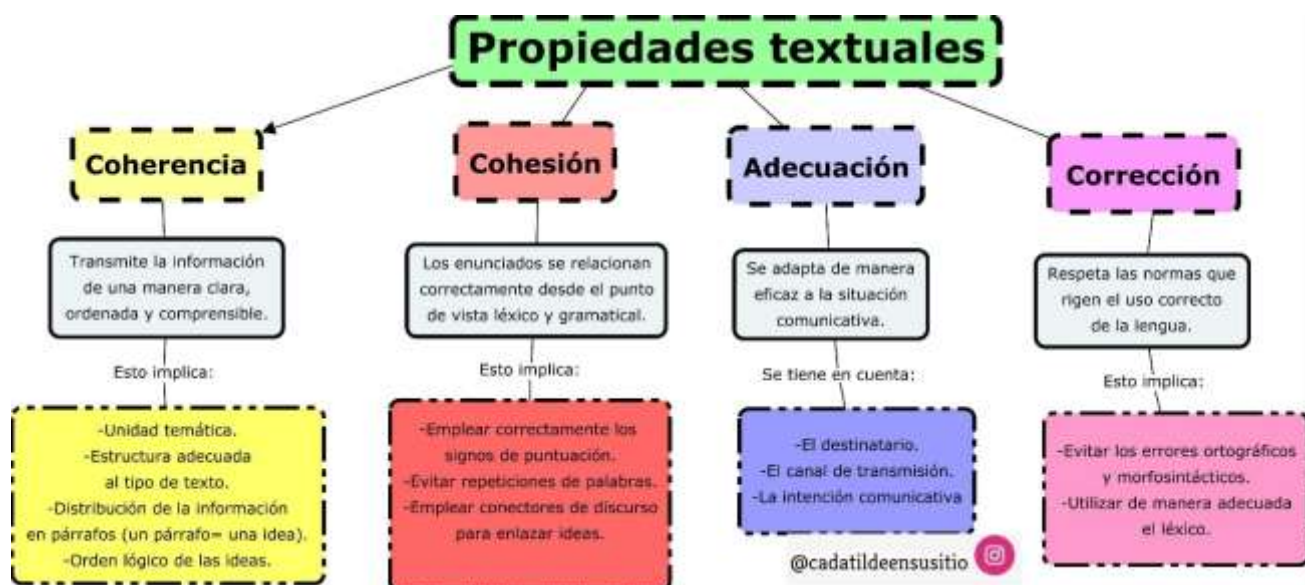 Propiedades textuales
Coherencia
Transmite la información
de una manera clara,
ordenada y comprensible.
Esto implica:
-Unidad temática.
-Estructura adecuada
al tipo de texto.
-Distribución de la información
en párrafos (un párrafo= una idea).
-Orden lógico de las ideas.
Cohesión
Los enunciados se relacionan
correctamente desde el punto
de vista léxico y gramatical.
Esto implica:
-Emplear correctamente los
signos de puntuación.
-Evitar repeticiones de palabras.
-Emplear conectores de discurso
para enlazar ideas.
Adecuación
Se adapta de manera
eficaz a la situación
comunicativa.
Se tiene en cuenta:
-El destinatario.
-El canal de transmisión.
-La intención comunicativa
Corrección
Respeta las normas que
rigen el uso correcto
de la lengua.
Esto implica:
-Evitar los errores ortográficos
y morfosintácticos.
-Utilizar de manera adecuada
el léxico.
@cadatildeensusitio